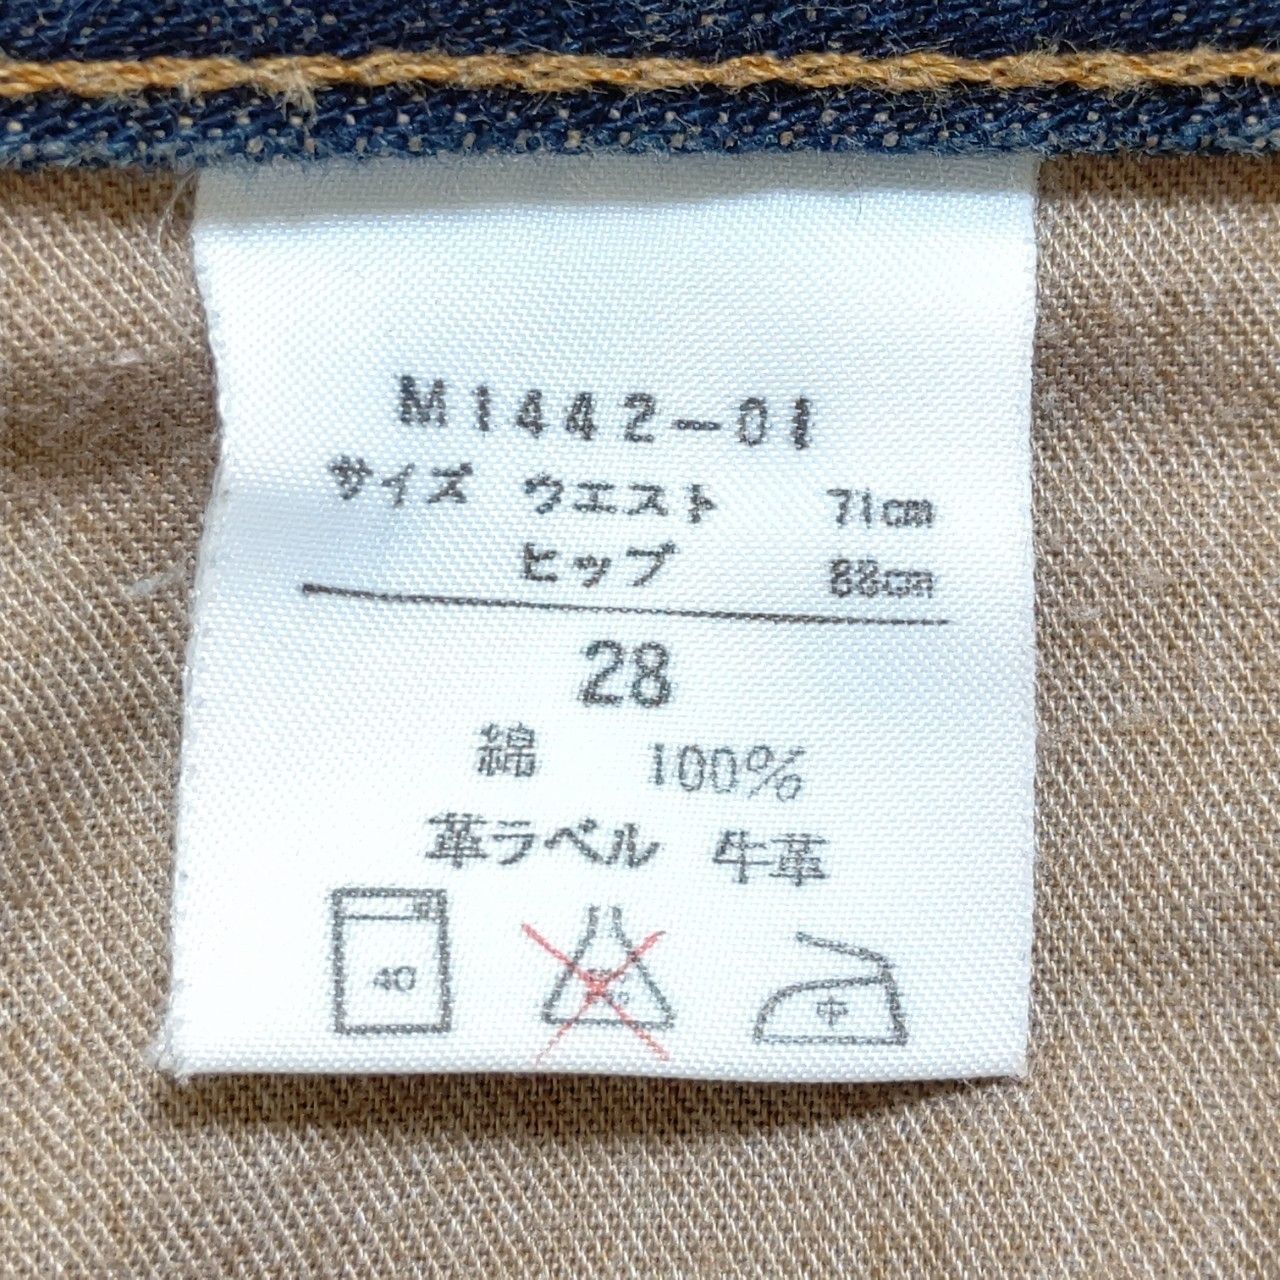 M1442-01
サイズ ウエスト 71cm
ヒップ 88cm
28
綿 100%
革ラベル 牛革
40
中